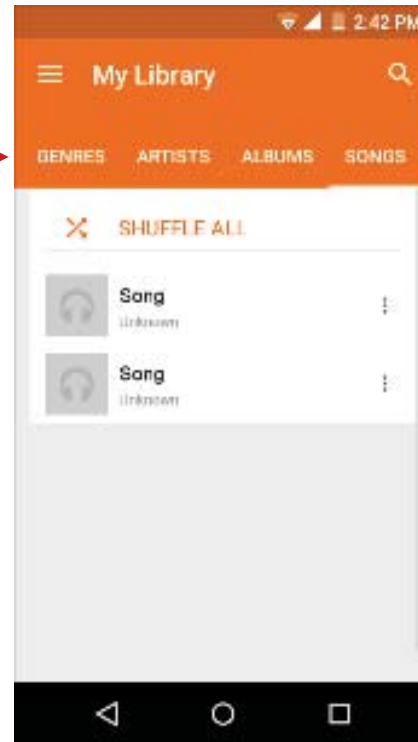 2:42 PM
My Library
GENRES ARTISTS ALBUMS SONGS
SHUFFLE ALL
Song
Unknown
Song
Unknown